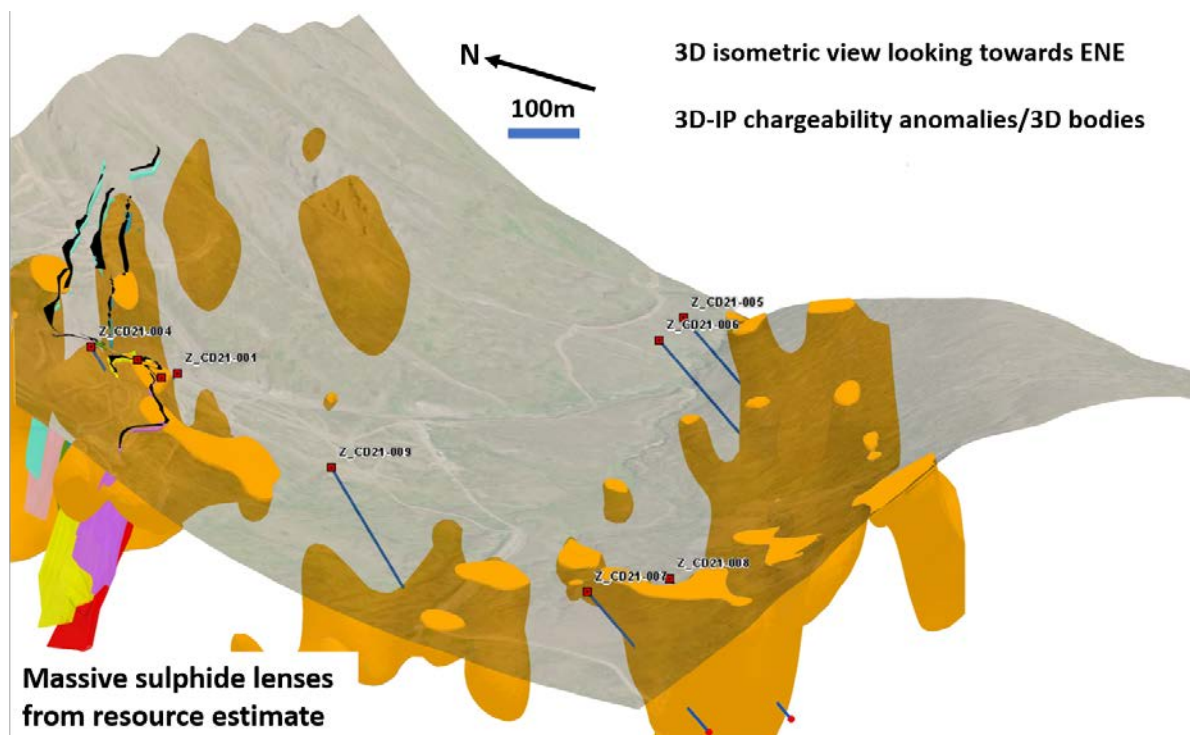 N
3D isometric view looking towards ENE
100m
3D-IP chargeability anomalies/3D bodies
Z_CD21-005
Z_CD21-006
Z_CD21-004
Z_CD21-001
Z_CD21-009
Z_CD21-008
Z_CD21-007
Massive sulphide lenses
from resource estimate